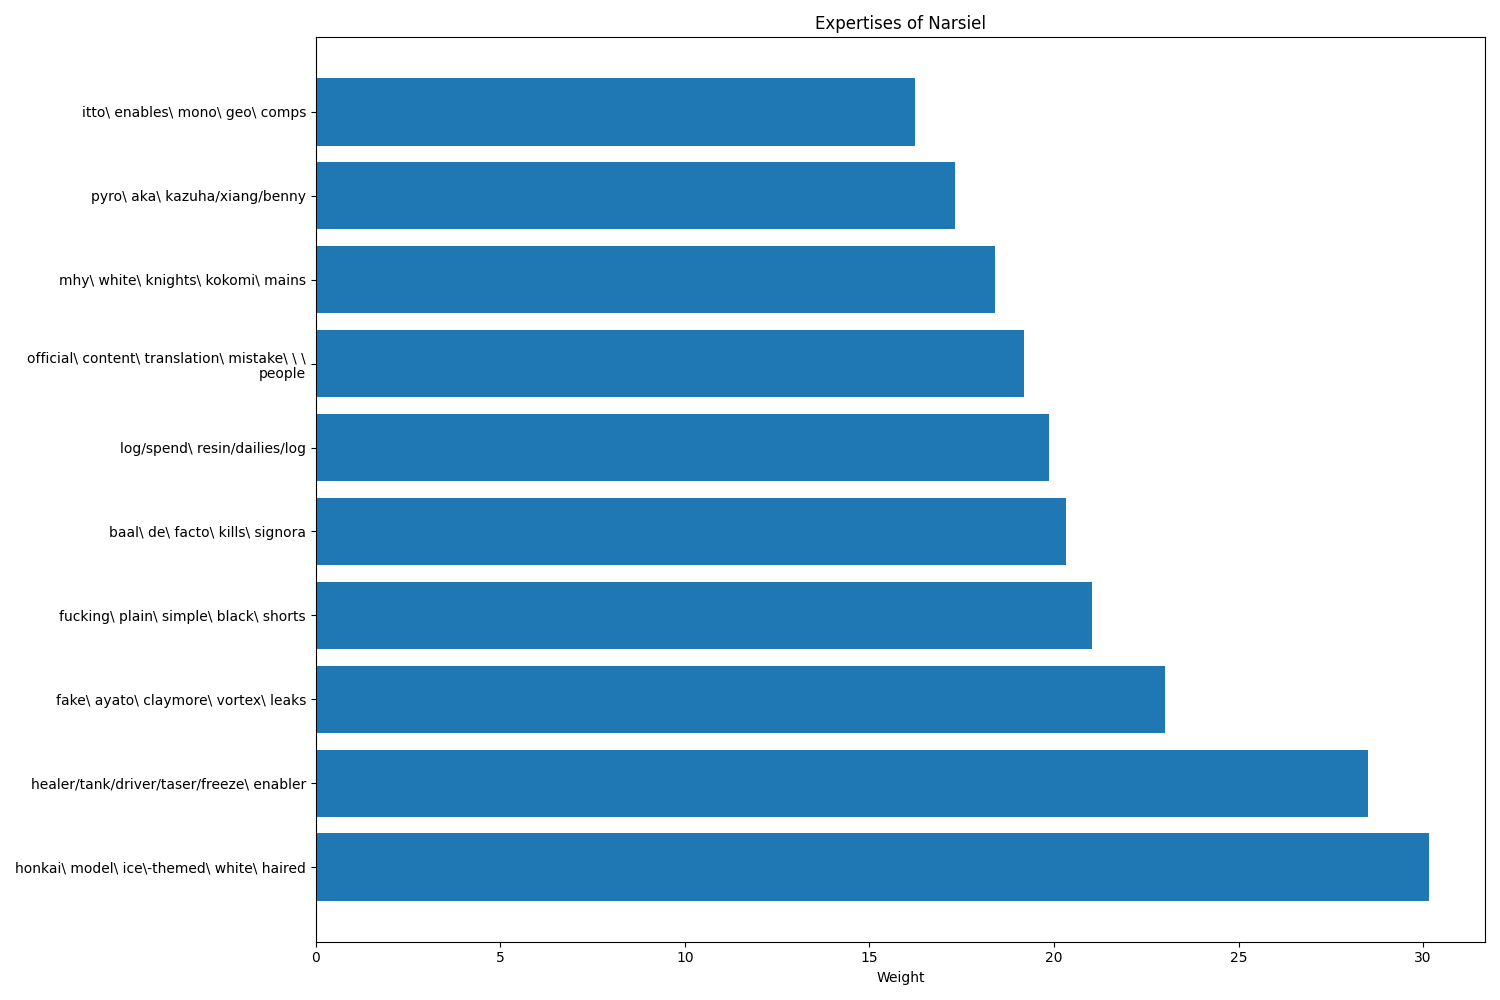 Expertises of Narsiel
itto\ enables\ mono\ geo\ comps
pyro\ aka\ kazuha/xiang/benny
mhy\ white\ knights\ kokomi\ mains
official\ content\ translation\ mistake\ \ \
people
log/spend\ resin/dailies/log
baal\ de\ facto\ kills\ signora
fucking\ plain\ simple\ black\ shorts
fake\ ayato\ claymore\ vortex\ leaks
healer/tank/driver/taser/freeze\ enabler
honkai\ model\ ice\-themed\ white\ haired
0 5 10 15 20 25 30
Weight